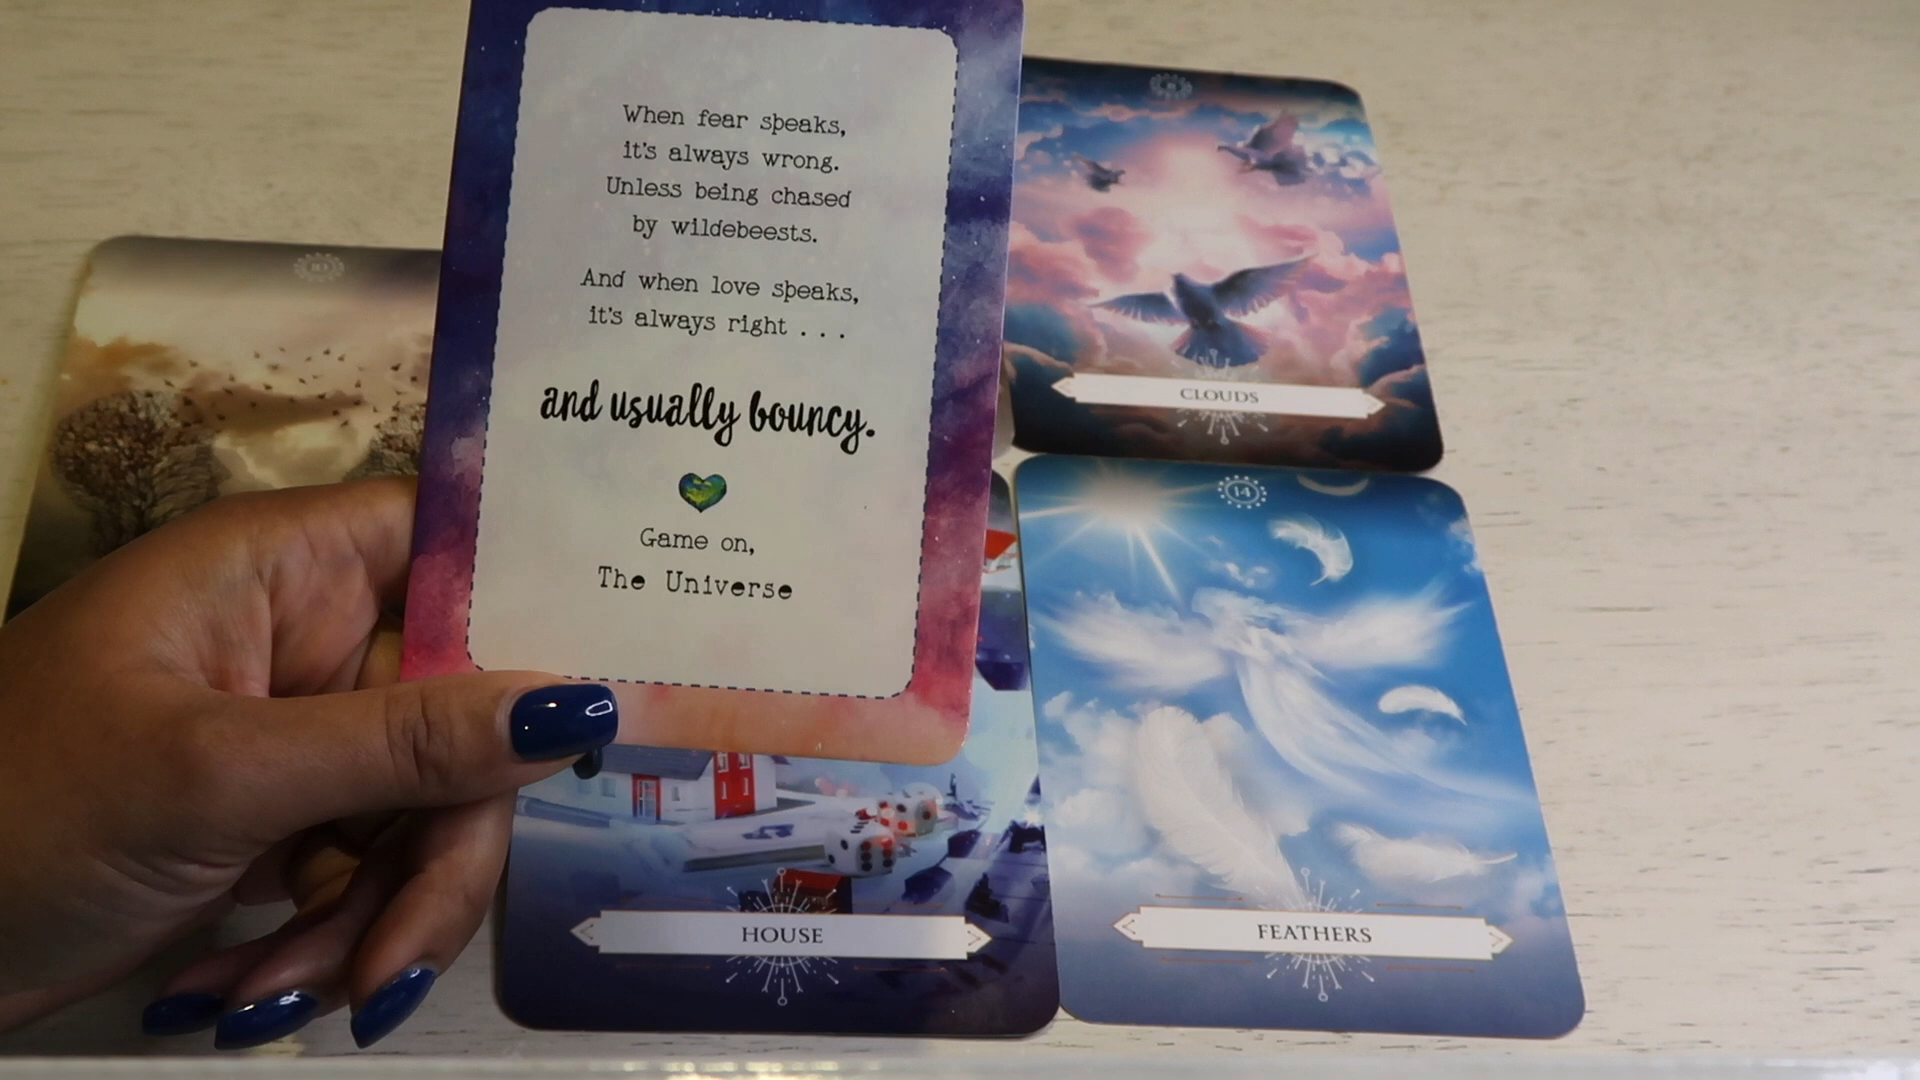 When fear speaks,
it's always wrong.
Unless being chased
by wildebeests.
And when love speaks,
it's always right . . .
and usually bouncy.
Game on,
The Universe
10
CLOUDS
14
HOUSE
FEATHERS